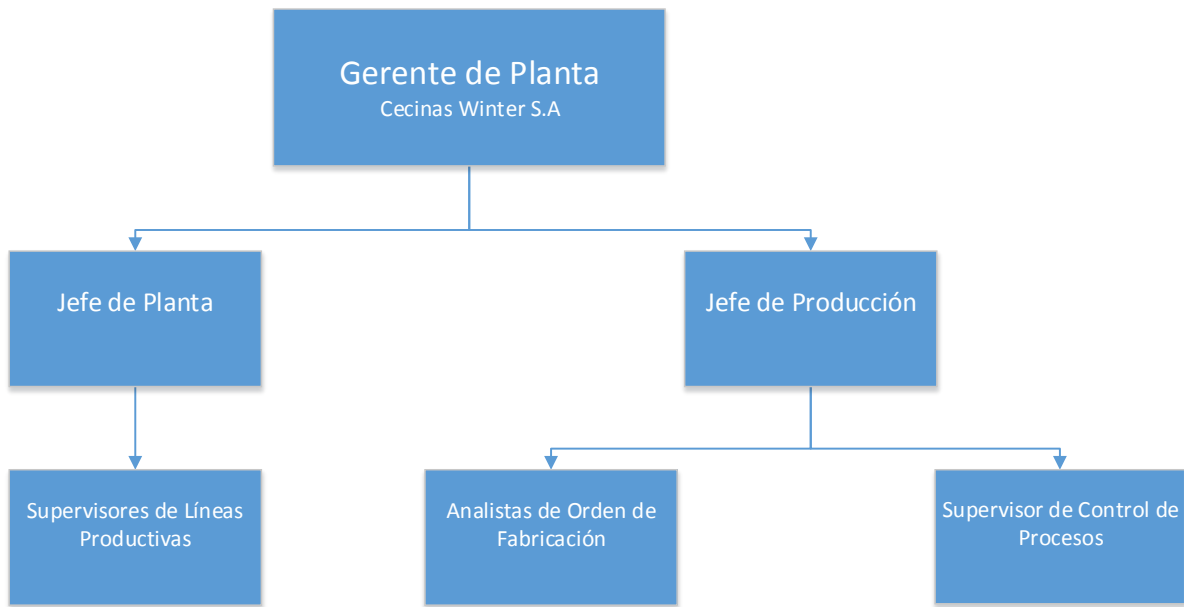 Gerente de Planta
Cecinas Winter S.A
Jefe de Planta
Jefe de Producción
Supervisores de Líneas
Productivas
Analistas de Orden de
Fabricación
Supervisor de Control de
Procesos